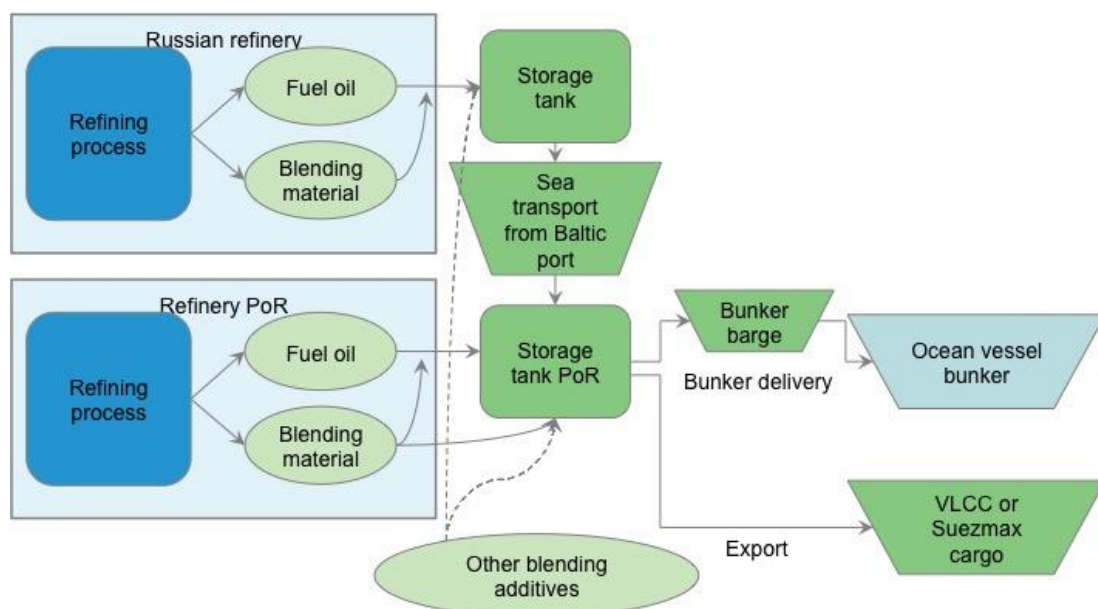 Russian refinery
Refining
process
Fuel oil
Blending
material
Storage
tank
Sea
transport
from Baltic
port
Refinery PoR
Refining
process
Fuel oil
Blending
material
Storage
tank PoR
Bunker
barge
Bunker delivery
Ocean vessel
bunker
Export
VLCC or
Suezmax
cargo
Other blending
additives